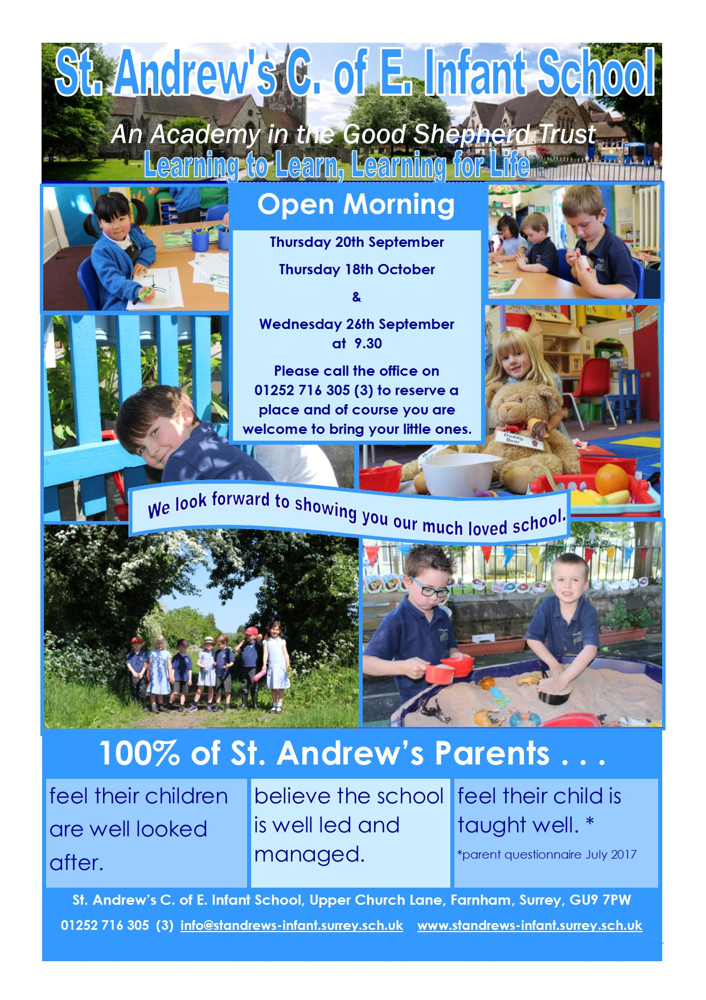 St. Andrew's C. of E. Infant School
An Academy in the Good Shepherd Trust
Learning to Learn, Learning for Life
Open Morning
Thursday 20th September
Thursday 18th October
&
Wednesday 26th September
at 9.30
Please call the office on
01252 716 305 (3) to reserve a
place and of course you are
welcome to bring your little ones.
Daddy
Bear
Mummy
Bear
We look forward to showing you our much loved school.
100% of St. Andrew’s Parents . . .
feel their children
are well looked
after.
believe the school
is well led and
managed.
feel their child is
taught well. *
*parent questionnaire July 2017
St. Andrew’s C. of E. Infant School, Upper Church Lane, Farnham, Surrey, GU9 7PW
01252 716 305 (3) info@standrews-infant.surrey.sch.uk www.standrews-infant.surrey.sch.uk